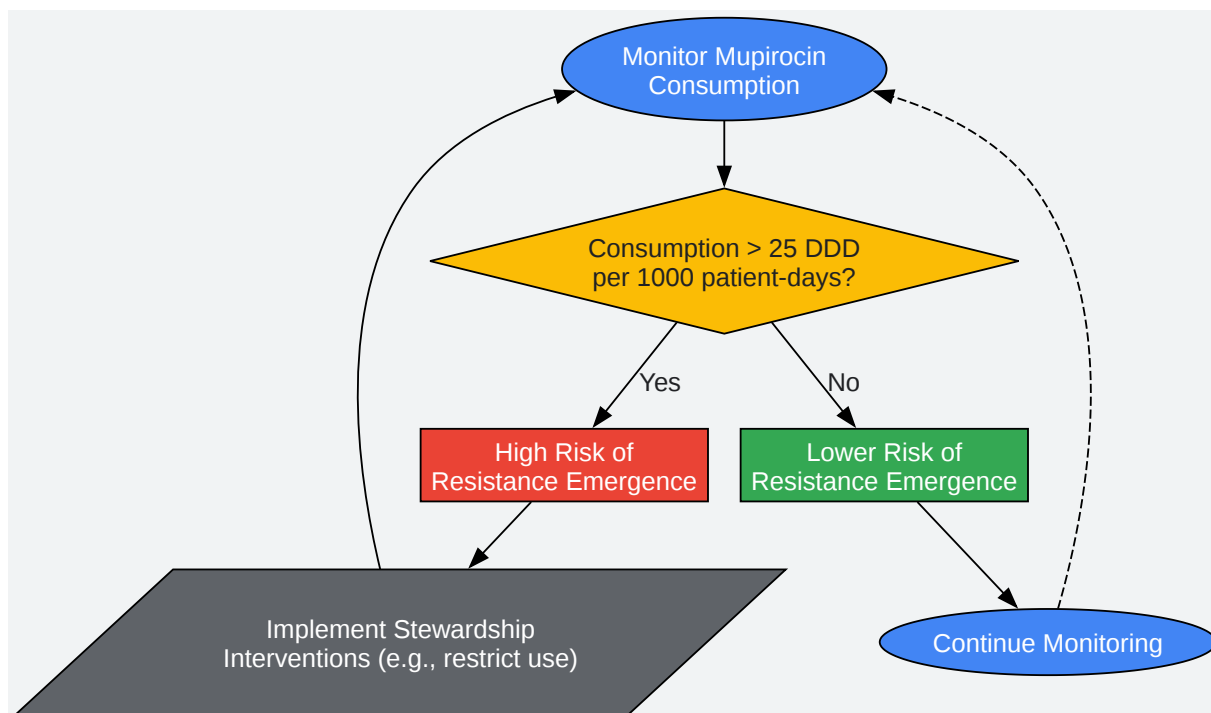 Monitor Mupirocin
Consumption
Consumption > 25 DDD
per 1000 patient-days?
Yes
No
High Risk of
Resistance Emergence
Lower Risk of
Resistance Emergence
Implement Stewardship
Interventions (e.g., restrict use)
Continue Monitoring